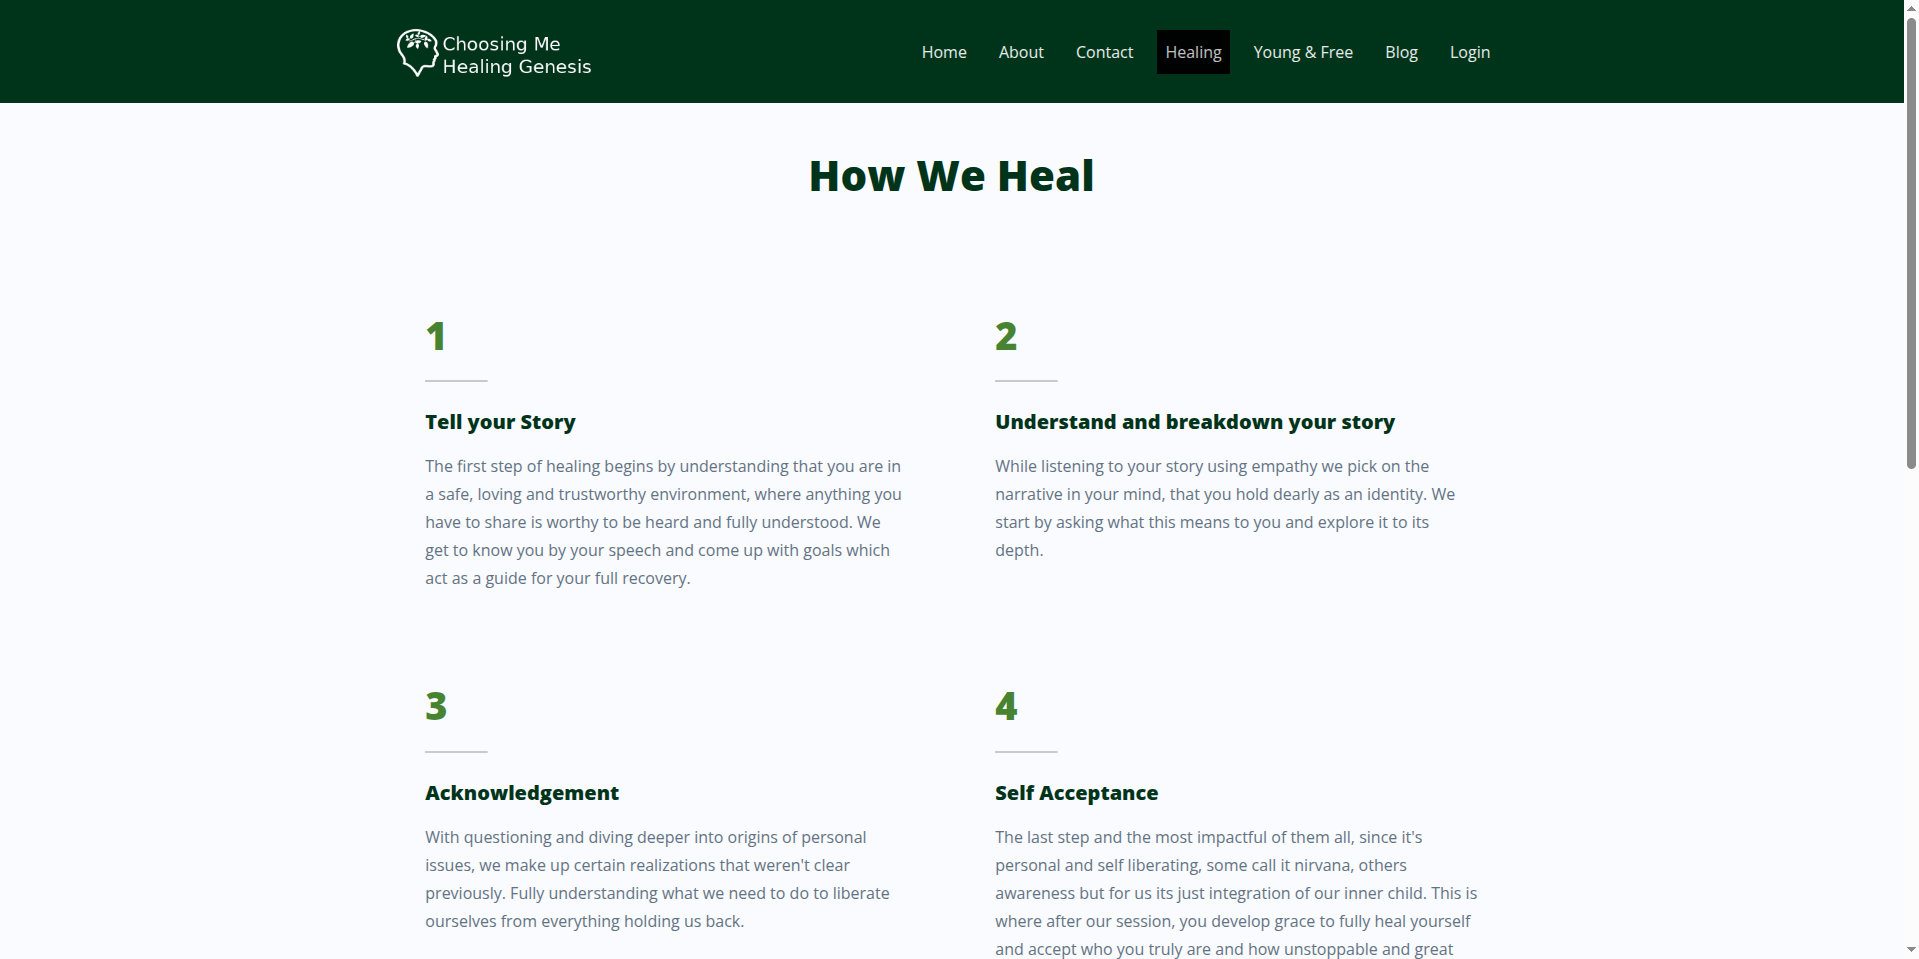 Choosing Me
Healing Genesis
Home About Contact Healing Young & Free Blog Login
How We Heal
1
Tell your Story
The first step of healing begins by understanding that you are in
a safe, loving and trustworthy environment, where anything you
have to share is worthy to be heard and fully understood. We
get to know you by your speech and come up with goals which
act as a guide for your full recovery.
2
Understand and breakdown your story
While listening to your story using empathy we pick on the
narrative in your mind, that you hold dearly as an identity. We
start by asking what this means to you and explore it to its
depth.
3
Acknowledgement
With questioning and diving deeper into origins of personal
issues, we make up certain realizations that weren't clear
previously. Fully understanding what we need to do to liberate
ourselves from everything holding us back.
4
Self Acceptance
The last step and the most impactful of them all, since it's
personal and self liberating, some call it nirvana, others
awareness but for us its just integration of our inner child. This is
where after our session, you develop grace to fully heal yourself
and accept who you truly are and how unstoppable and great